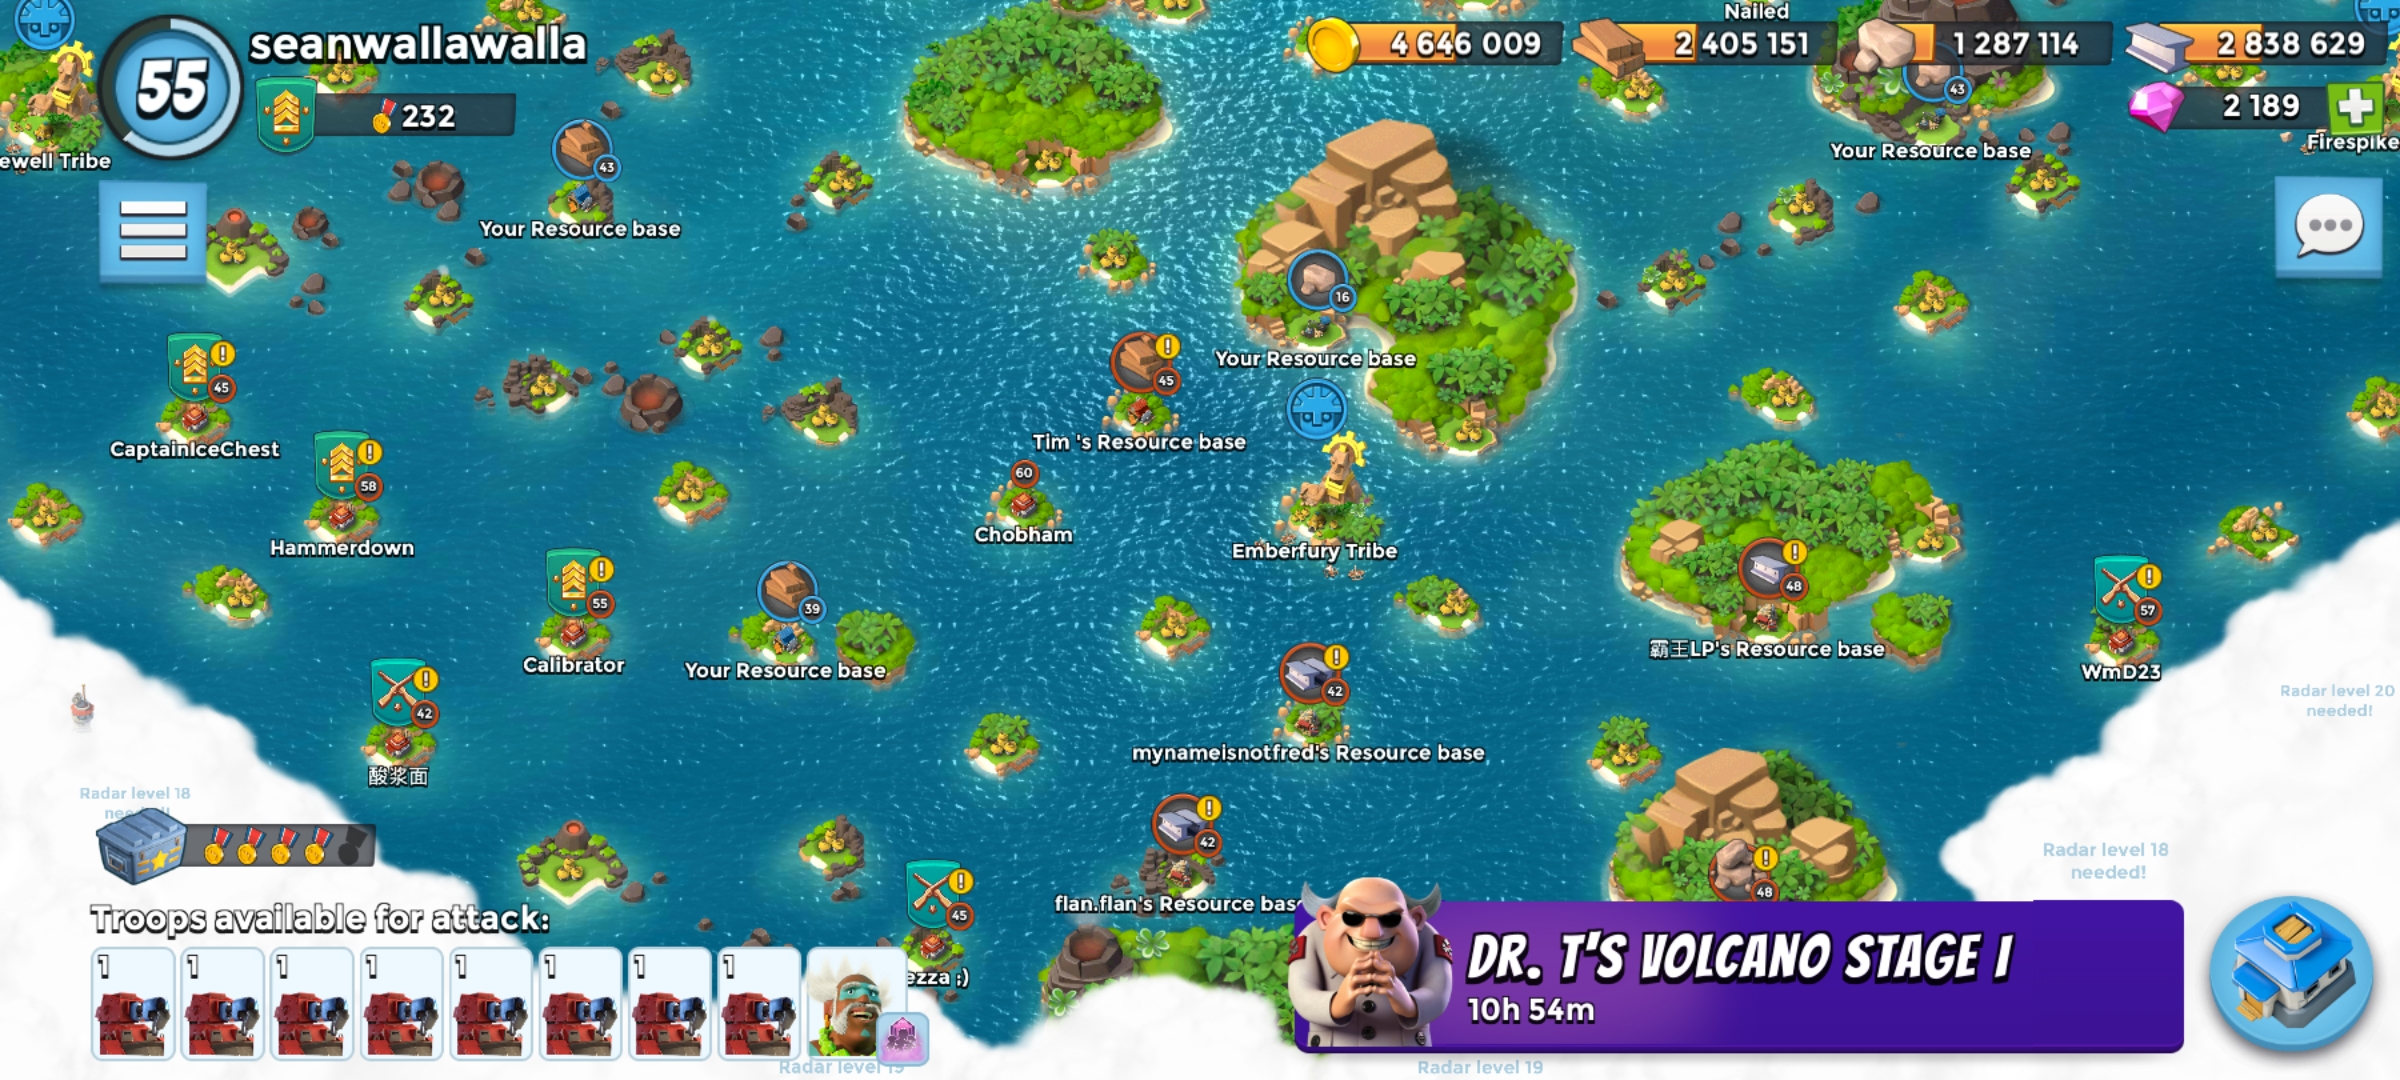 Nailed
55
seanwallawalla
232
4 646 009
2 405 151
1 287 114
2 838 629
2 189
43
Your Resource base
Firespike
ewell Tribe
43
Your Resource base
16
Your Resource base
45
Tim 's Resource base
45
CaptainIceChest
58
Hammerdown
60
Chobham
Emberfury Tribe
55
Calibrator
39
Your Resource base
48
霸王LP's Resource base
57
WmD23
42
酸浆面
42
mynameisnotfred's Resource base
Radar level 20
needed!
Radar level 18
needed!
42
flan.flan's Resource base
48
Radar level 18
needed!
45
ezza ;)
Troops available for attack:
1 1 1 1 1 1 1 1
DR. T'S VOLCANO STAGE I
10h 54m
Radar level 19
Radar level 19